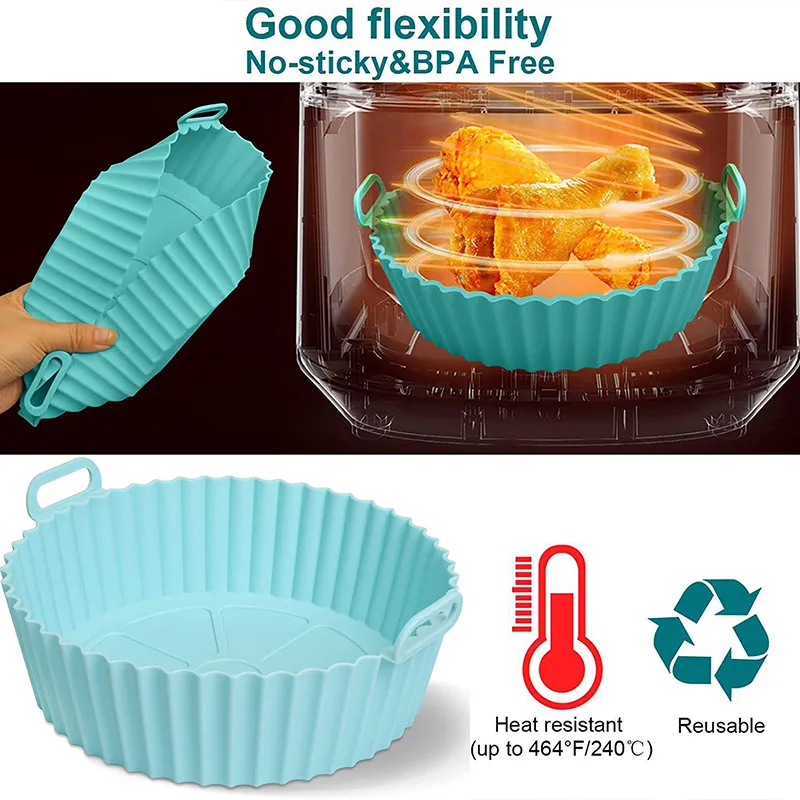 Good flexibility
No-sticky&BPA Free
Heat resistant
(up to 464°F/240℃)
Reusable